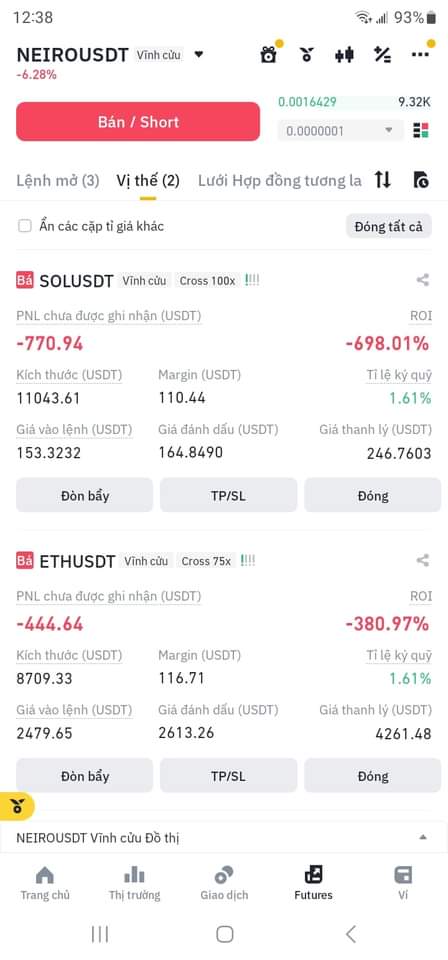 12:38
93%
NEIROUSDT Vĩnh cửu
-6.28%
Bán / Short
0.0016429 9.32K
0.0000001
Lệnh mở (3) Vị thế (2) Lưới Hợp đồng tương la
Ẩn các cặp tỉ giá khác Đóng tất cả
Bá SOLUSDT Vĩnh cửu Cross 100x !!!!
PNL chưa được ghi nhận (USDT) ROI
-770.94 -698.01%
Kích thước (USDT) Margin (USDT) Tỉ lệ ký quỹ
11043.61 110.44 1.61%
Giá vào lệnh (USDT) Giá đánh dấu (USDT) Giá thanh lý (USDT)
153.3232 164.8490 246.7603
Đòn bẩy TP/SL Đóng
Bá ETHUSDT Vĩnh cửu Cross 75x !!!!
PNL chưa được ghi nhận (USDT) ROI
-444.64 -380.97%
Kích thước (USDT) Margin (USDT) Tỉ lệ ký quỹ
8709.33 116.71 1.61%
Giá vào lệnh (USDT) Giá đánh dấu (USDT) Giá thanh lý (USDT)
2479.65 2613.26 4261.48
Đòn bẩy TP/SL Đóng
NEIROUSDT Vĩnh cửu Đồ thị
Trang chủ Thị trường Giao dịch Futures Ví